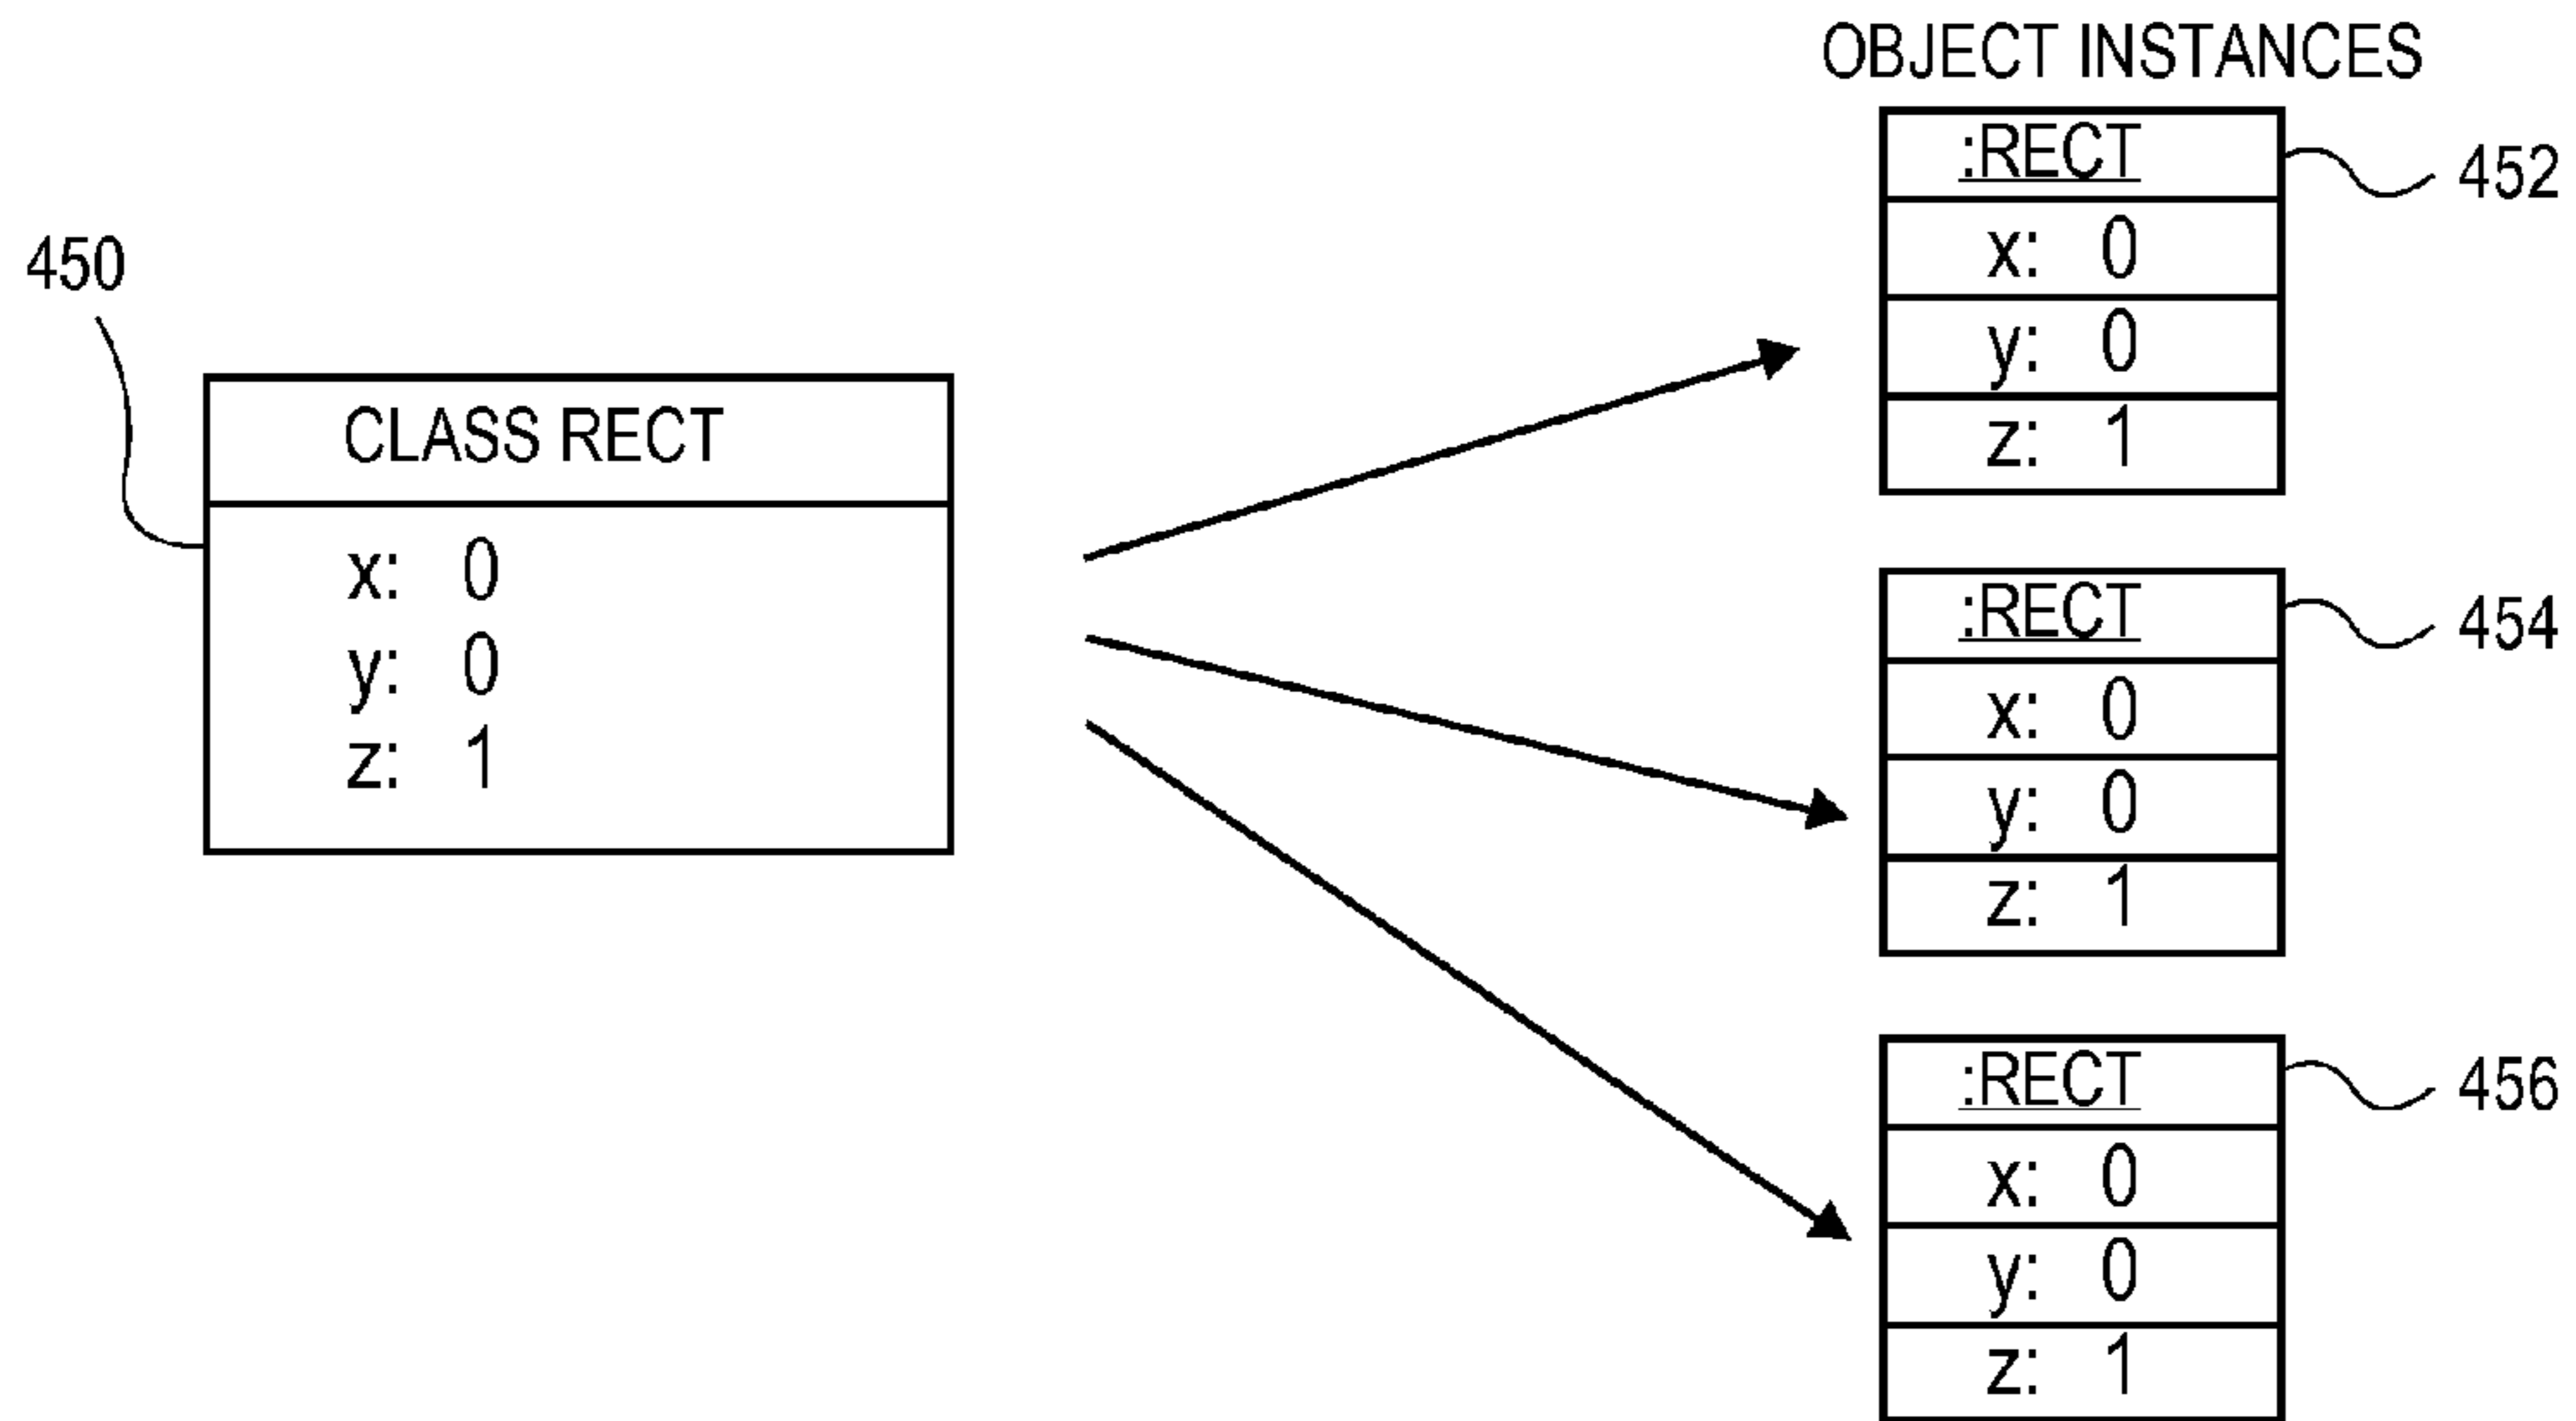 OBJECT INSTANCES
450
CLASS RECT
x: 0
y: 0
z: 1
:RECT
x: 0
y: 0
z: 1
452
:RECT
x: 0
y: 0
z: 1
454
:RECT
x: 0
y: 0
z: 1
456